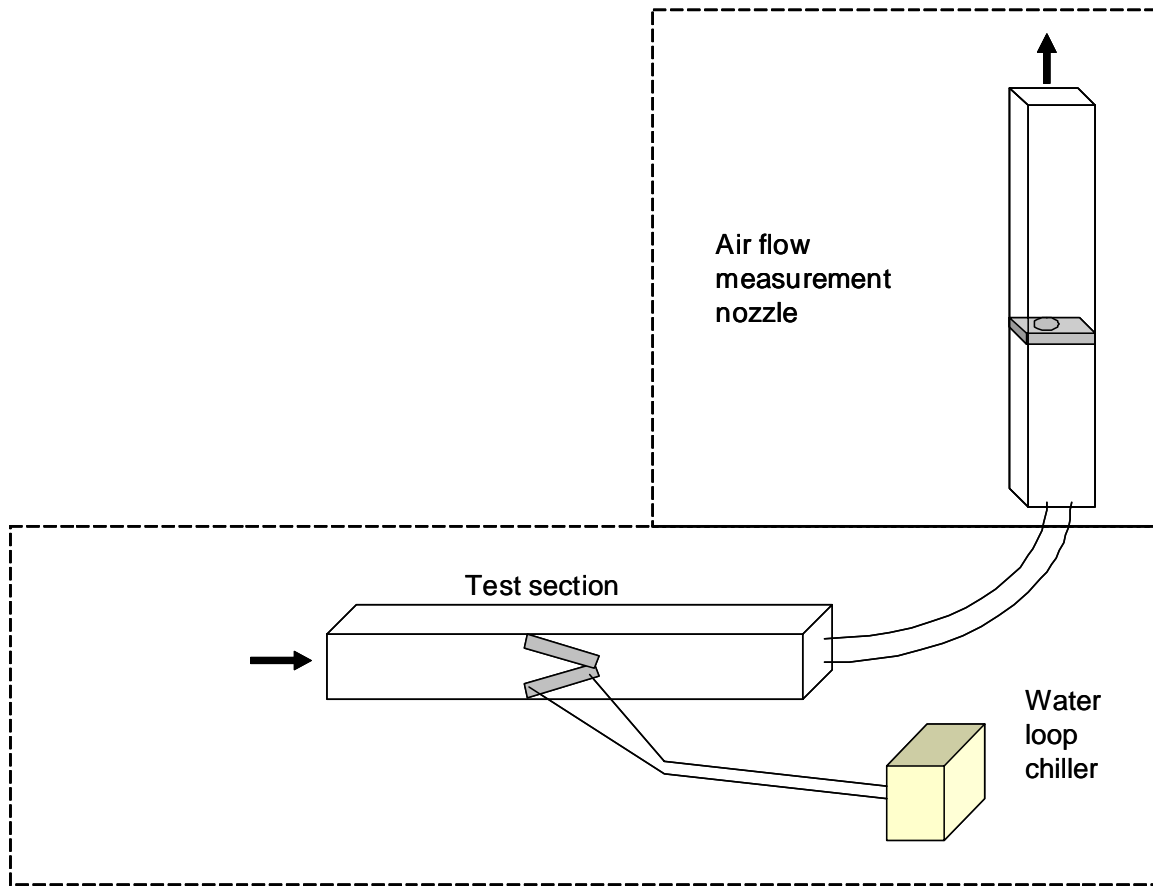 Air flow
measurement
nozzle
Test section
Water
loop
chiller